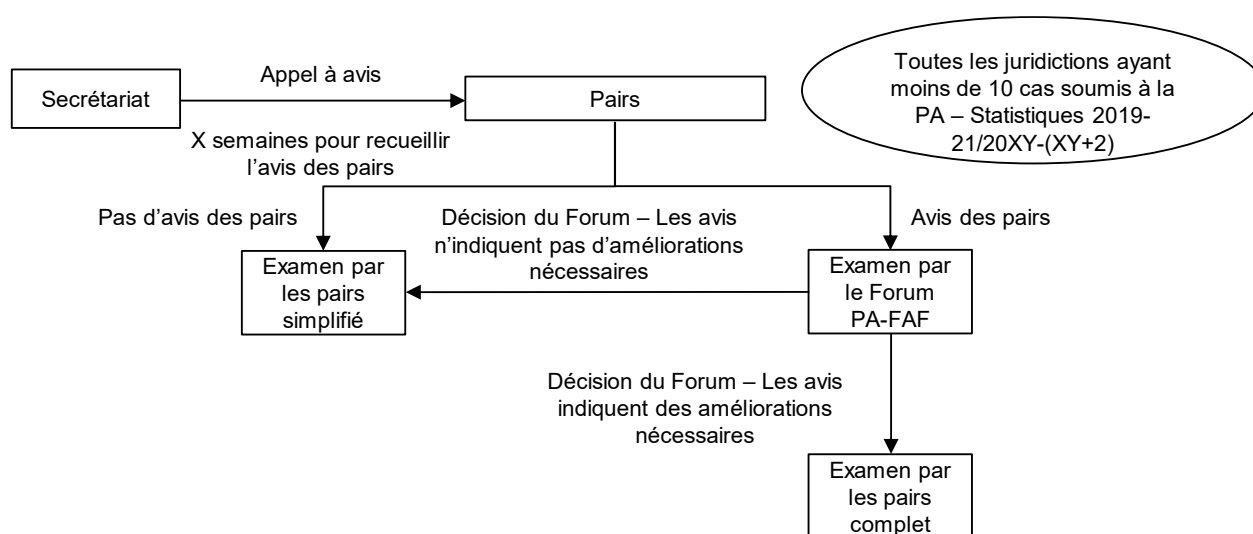 Secrétariat
Appel à avis
X semaines pour recueillir
l'avis des pairs
Pairs
Toutes les juridictions ayant
moins de 10 cas soumis à la
PA – Statistiques 2019-
21/20XY-(XY+2)
Pas d'avis des pairs
Décision du Forum – Les avis
n'indiquent pas d'améliorations
nécessaires
Avis des pairs
Examen par
les pairs
simplifié
Examen par
le Forum
PA-FAF
Décision du Forum – Les avis
indiquent des améliorations
nécessaires
Examen par
les pairs
complet